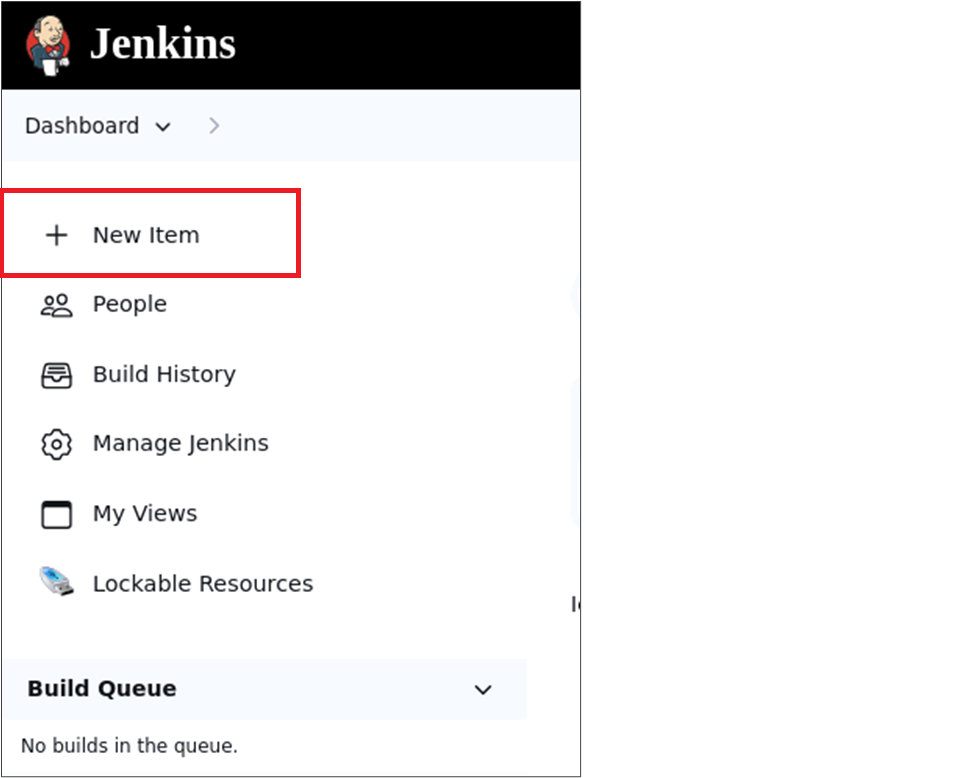 Jenkins
Dashboard
New Item
People
Build History
Manage Jenkins
My Views
Lockable Resources
Build Queue
No builds in the queue.